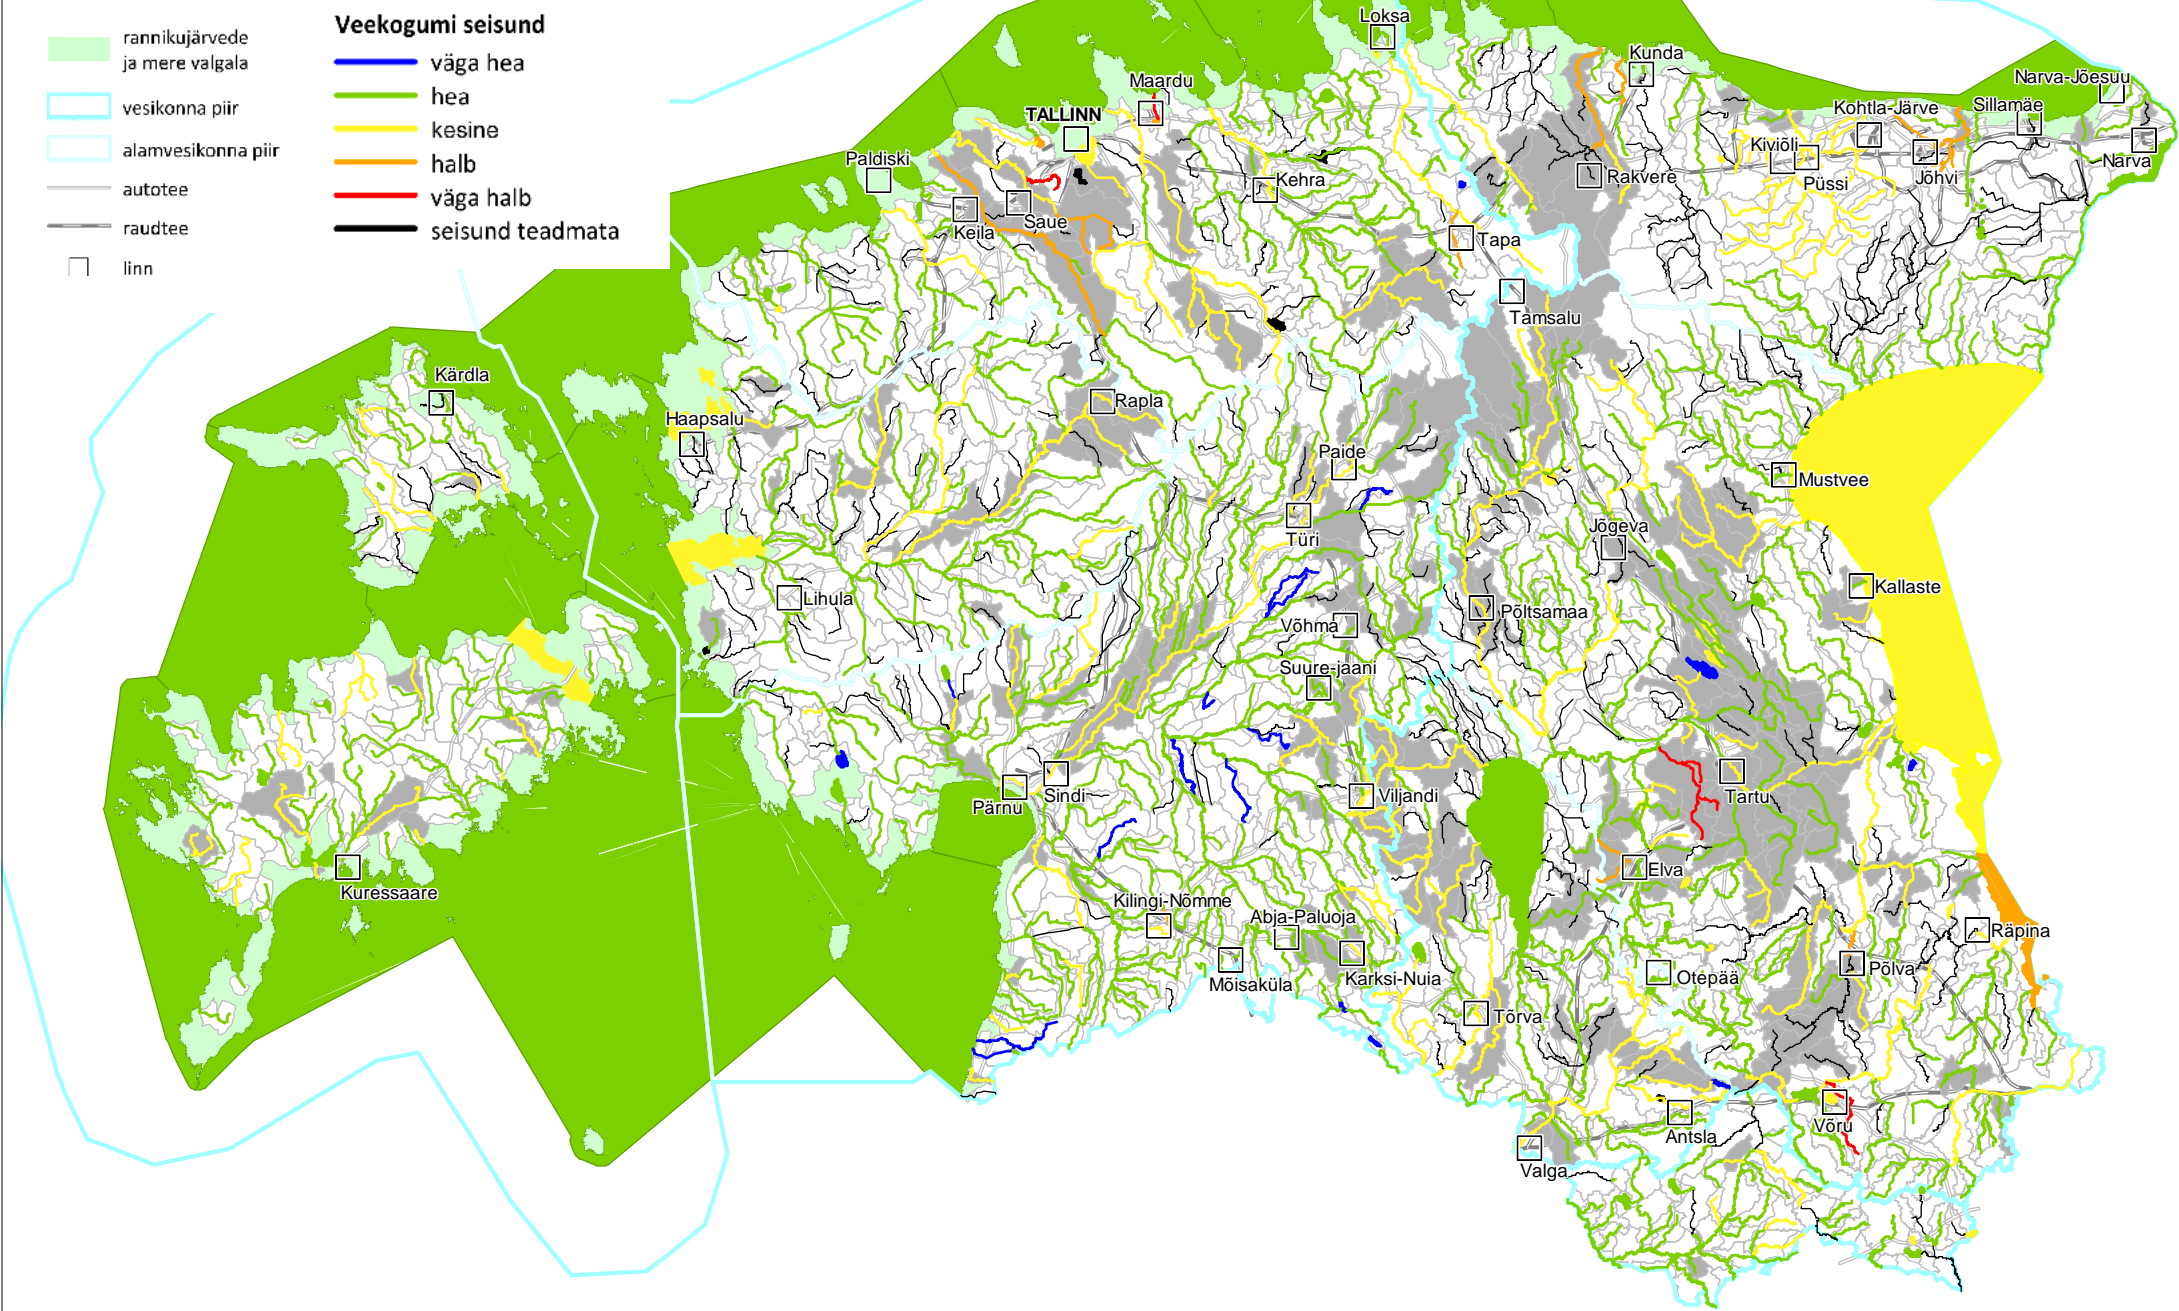 rannikujärvede
ja mere valgala
vesikonna piir
alamvesikonna piir
autotee
raudtee
linn
Veekogumi seisund
väga hea
hea
kesine
halb
väga halb
seisund teadmata
Loksa
Kunda
Maardu
Narva-Jõesuu
TALLINN
Kohtla-Järve
Sillamäe
Paldiski
Kiviõli
Narva
Kehra
Rakvere
Püssi
Jõhvi
Saue
Keila
Tapa
Tamsalu
Kärdla
Rapla
Haapsalu
Paide
Mustvee
Jõgeva
Türi
Kallaste
Lihula
Põltsamaa
Võhma
Suure-jaani
Pärnu
Sindi
Viljandi
Tartu
Elva
Kuressaare
Kilingi-Nõmme
Abja-Paluoja
Räpina
Mõisaküla
Karksi-Nuia
Otepää
Põlva
Tõrva
Antsla
Võru
Valga